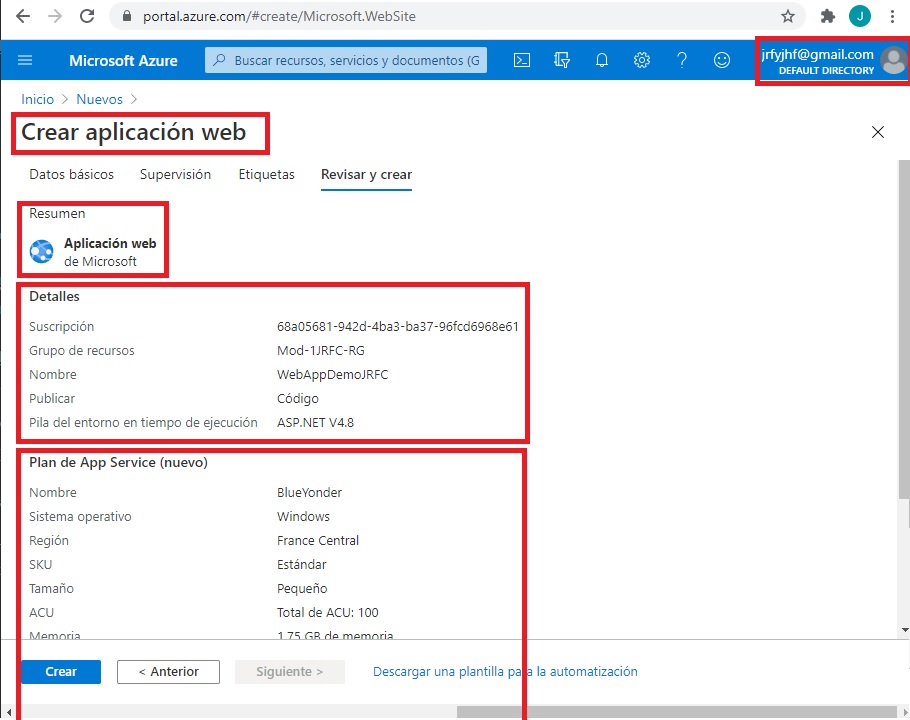 portal.azure.com/#create/Microsoft.WebSite
J
Microsoft Azure
Buscar recursos, servicios y documentos (G
jrfyjhf@gmail.com
DEFAULT DIRECTORY
Inicio > Nuevos >
Crear aplicación web
Datos básicos Supervisión Etiquetas Revisar y crear
Resumen
Aplicación web
de Microsoft
Detalles
Suscripción 68a05681-942d-4ba3-ba37-96fcd6968e61
Grupo de recursos Mod-1JRFC-RG
Nombre WebAppDemoJRFC
Publicar Código
Pila del entorno en tiempo de ejecución ASP.NET V4.8
Plan de App Service (nuevo)
Nombre BlueYonder
Sistema operativo Windows
Región France Central
SKU Estándar
Tamaño Pequeño
ACU Total de ACU: 100
Memoria 1.75 GB de memoria
Crear < Anterior Siguiente > Descargar una plantilla para la automatización